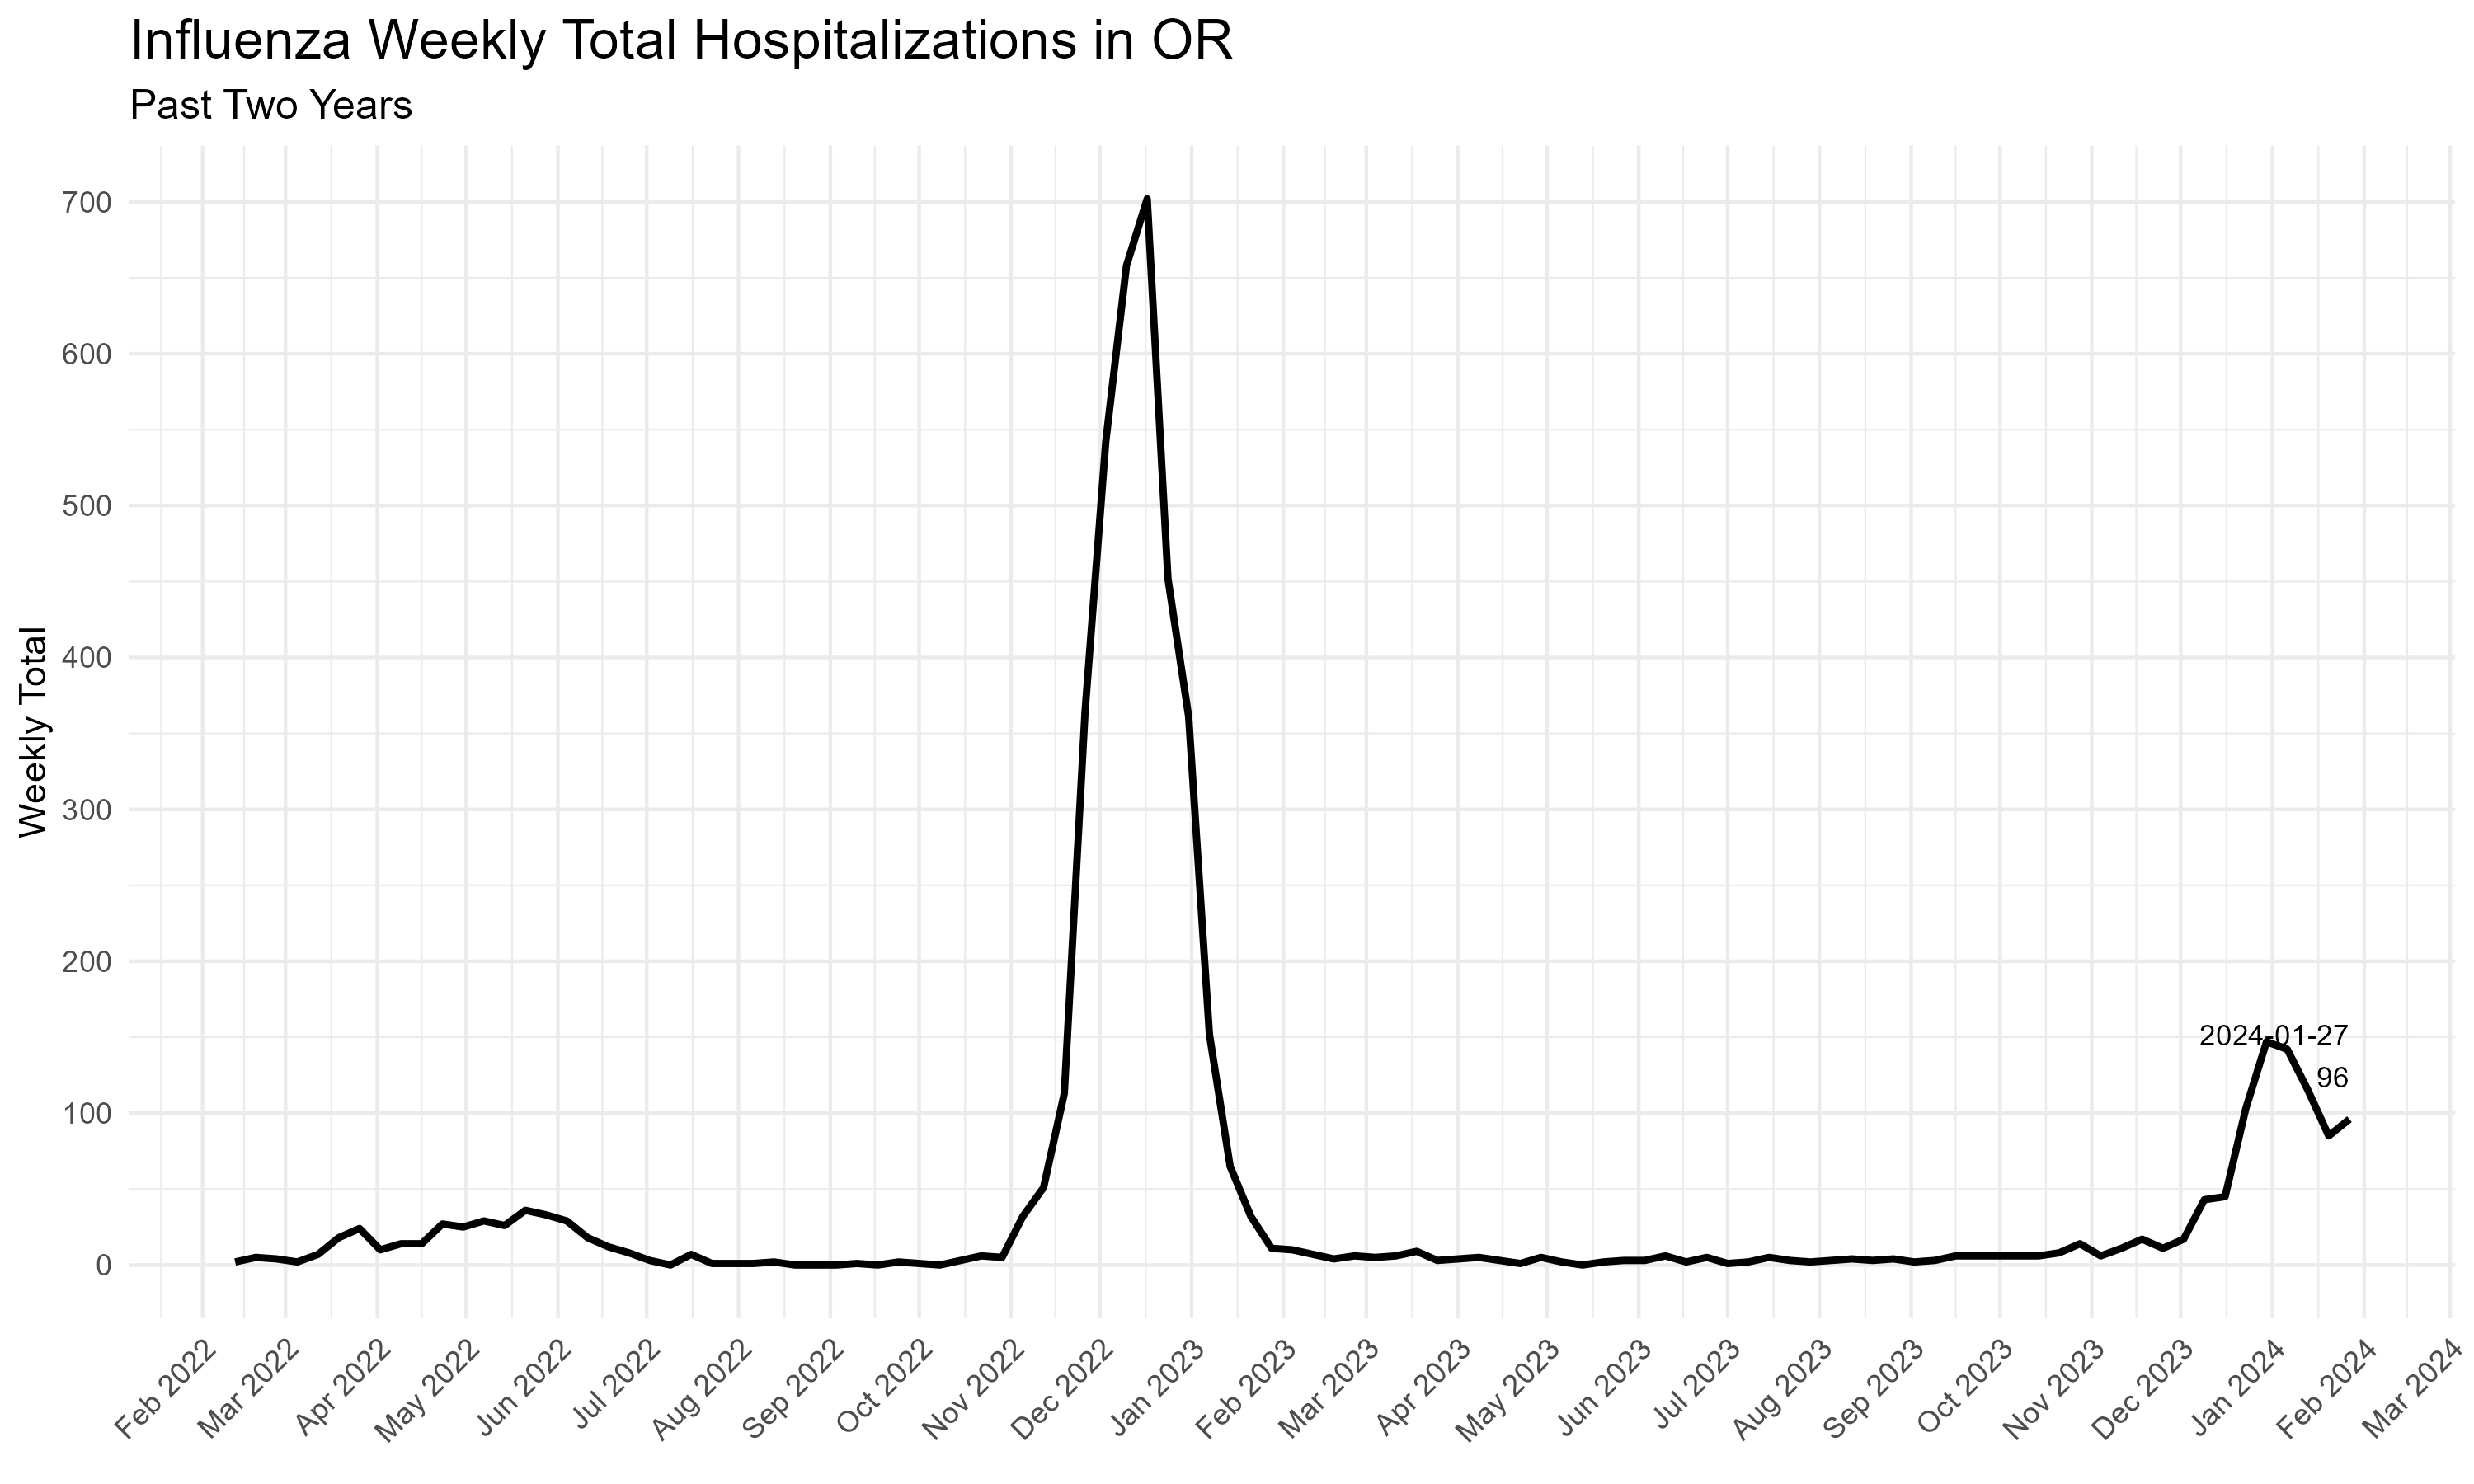 Influenza Weekly Total Hospitalizations in OR
Past Two Years
Weekly Total
700
600
500
400
300
200
100
0
2024-01-27
96
Feb 2022
Mar 2022
Apr 2022
May 2022
Jun 2022
Jul 2022
Aug 2022
Sep 2022
Oct 2022
Nov 2022
Dec 2022
Jan 2023
Feb 2023
Mar 2023
Apr 2023
May 2023
Jun 2023
Jul 2023
Aug 2023
Sep 2023
Oct 2023
Nov 2023
Dec 2023
Jan 2024
Feb 2024
Mar 2024